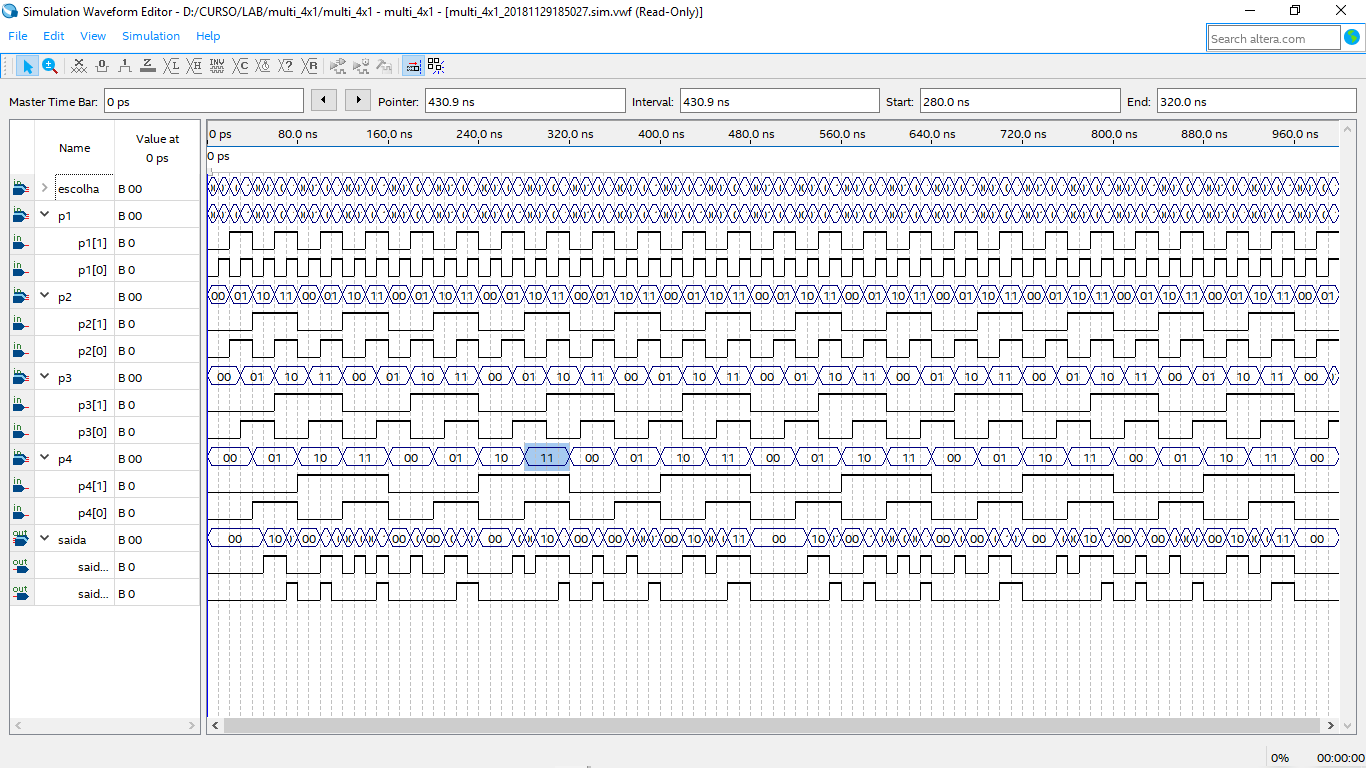 Simulation Waveform Editor - D:/CURSO/LAB/multi_4x1/multi_4x1 - multi_4x1 - [multi_4x1_20181129185027.sim.vwf (Read-Only)]
File Edit View Simulation Help
Search altera.com
Master Time Bar: 0 ps Pointer: 430.9 ns Interval: 430.9 ns Start: 280.0 ns End: 320.0 ns
Name Value at 0 ps
0 ps 80.0 ns 160.0 ns 240.0 ns 320.0 ns 400.0 ns 480.0 ns 560.0 ns 640.0 ns 720.0 ns 800.0 ns 880.0 ns 960.0 ns
0 ps
escolha B 00
p1 B 00
p1[1] B 0
p1[0] B 0
p2 B 00 00 01 10 11 00 01 10 11 00 01 10 11 00 01 10 11 00 01 10 11 00 01 10 11 00 01 10 11 00 01 10 11 00 01 10 11 00 01 10 11 00 01 10 11 00 01 10 11 00 01
p2[1] B 0
p2[0] B 0
p3 B 00 00 01 10 11 00 01 10 11 00 01 10 11 00 01 10 11 00 01 10 11 00 01 10 11 00 01 10 11 00 01 10 11 00
p3[1] B 0
p3[0] B 0
p4 B 00 00 01 10 11 00 01 10 11 00 01 10 11 00 01 10 11 00 01 10 11 00 01 10 11 00
p4[1] B 0
p4[0] B 0
saida B 00 00 10 00 00 00 00 10 00 00 00 10 11 00 10 00 00 00 00 10 00 00 00 10 11 00
said... B 0
said... B 0
0% 00:00:00